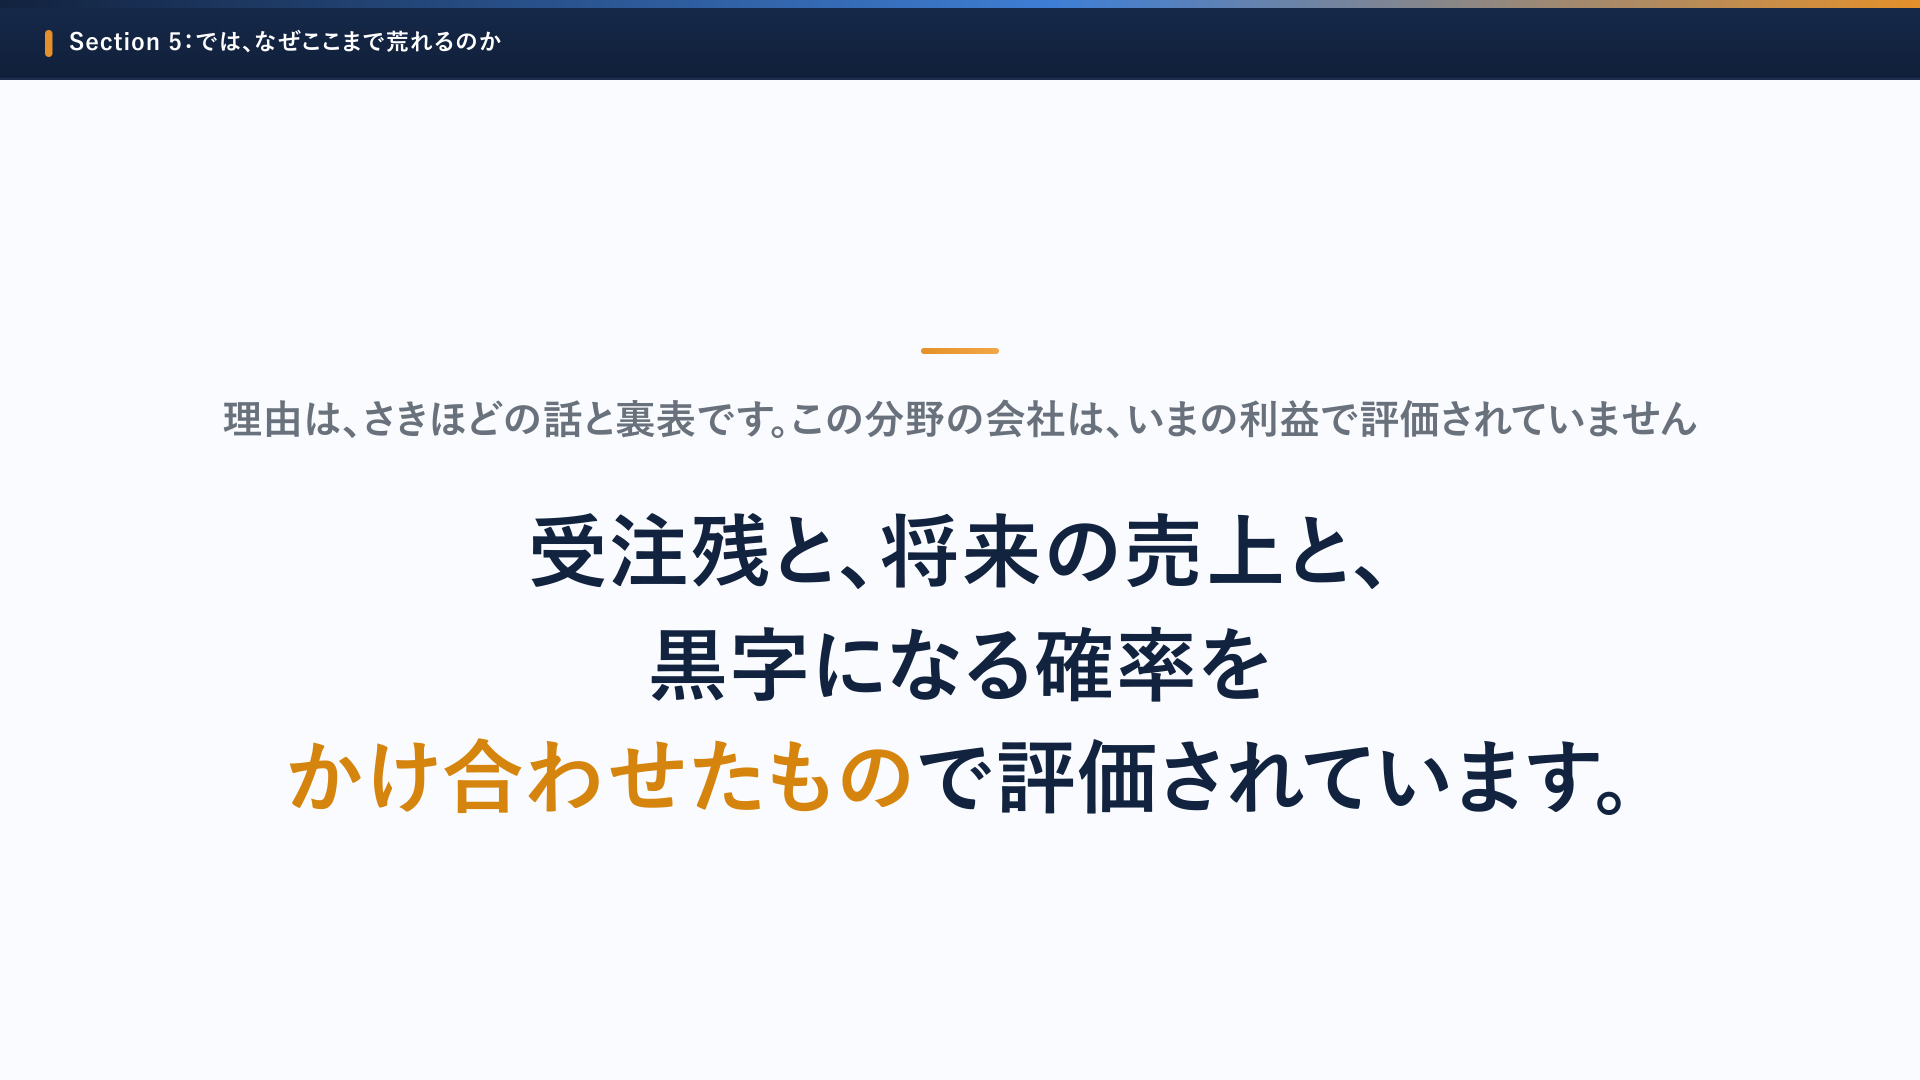 Section 5：では、なぜここまで荒れるのか
理由は、さきほどの話と裏表です。この分野の会社は、いまの利益で評価されていません
受注残と、将来の売上と、
黒字になる確率を
かけ合わせたもので評価されています。